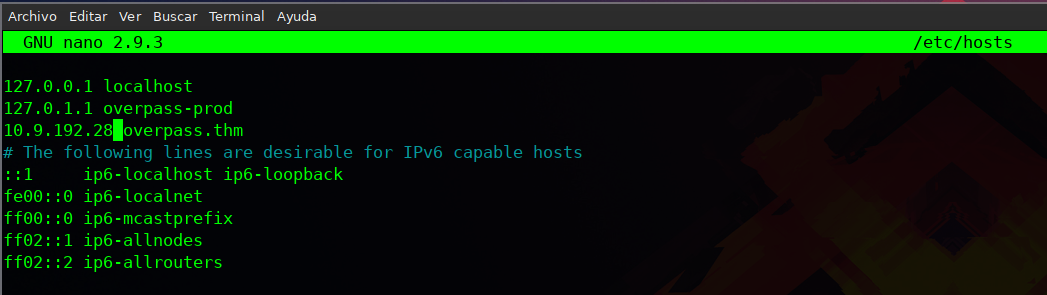 Archivo Editar Ver Buscar Terminal Ayuda
GNU nano 2.9.3 /etc/hosts
127.0.0.1 localhost
127.0.1.1 overpass-prod
10.9.192.28 overpass.thm
# The following lines are desirable for IPv6 capable hosts
::1     ip6-localhost ip6-loopback
fe00::0 ip6-localnet
ff00::0 ip6-mcastprefix
ff02::1 ip6-allnodes
ff02::2 ip6-allrouters